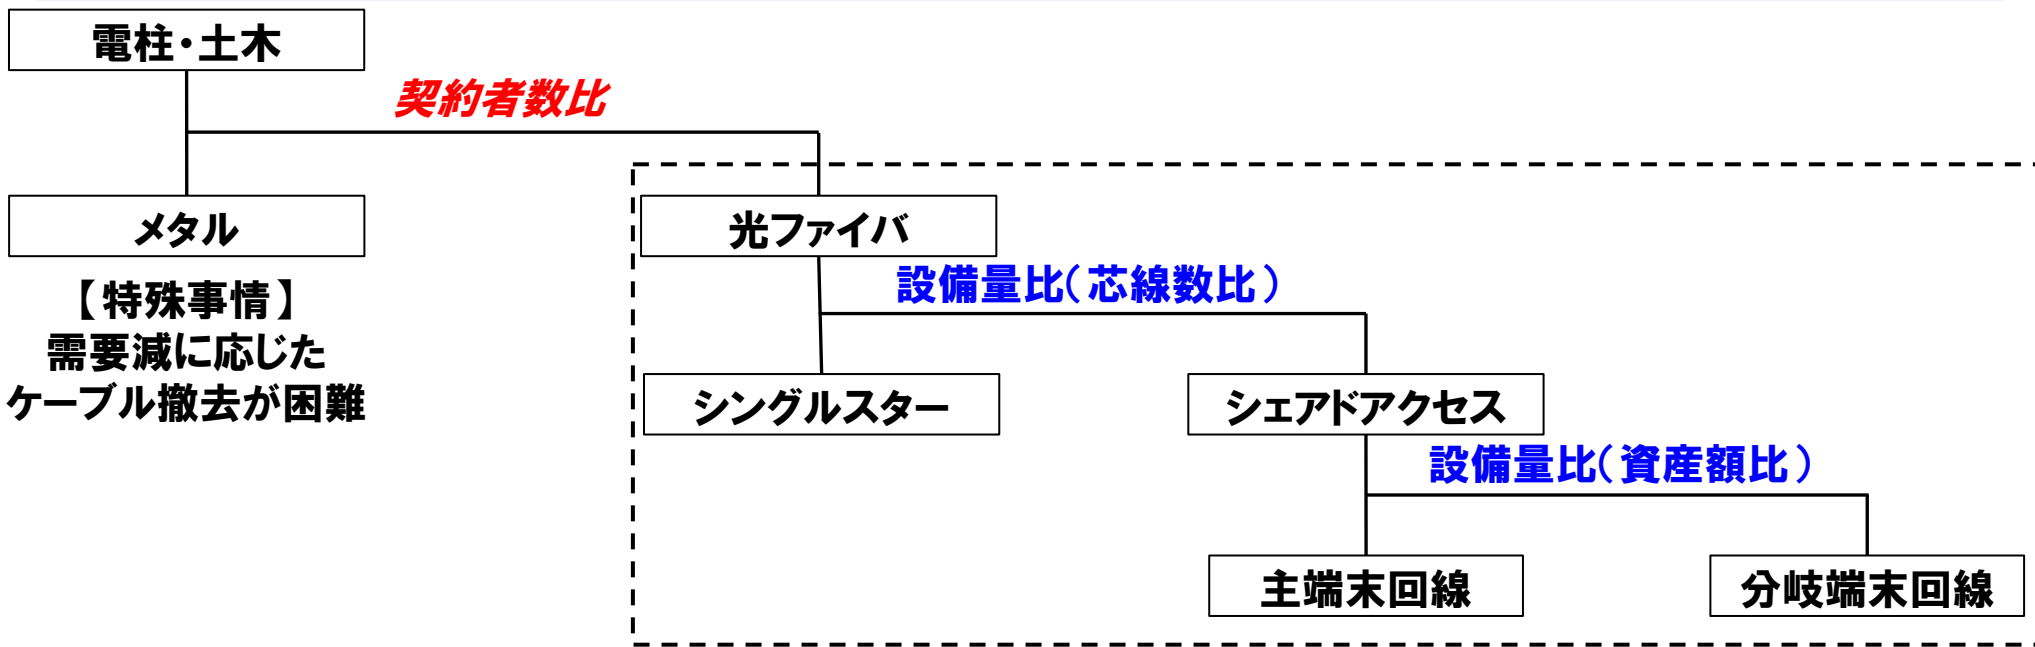 電柱・土木
契約者数比
メタル
光ファイバ
【特殊事情】
需要減に応じた
ケーブル撤去が困難
設備量比(芯線数比)
シングルスター
シェアドアクセス
設備量比(資産額比)
主端末回線
分岐端末回線